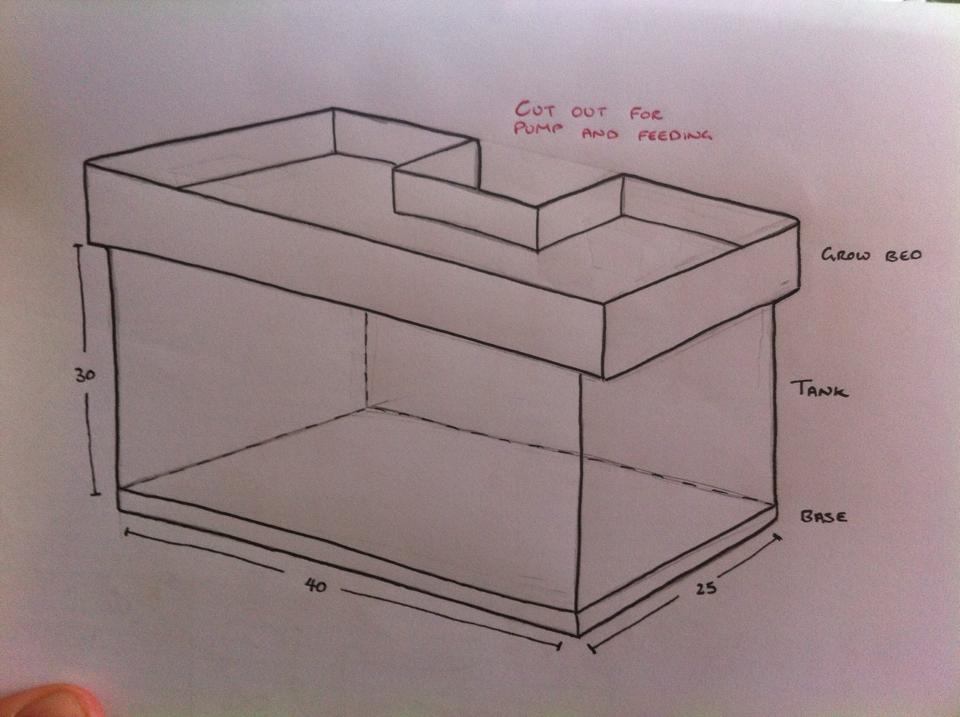 CUT OUT FOR
PUMP AND FEEDING
GROW BED
30
TANK
BASE
40
25